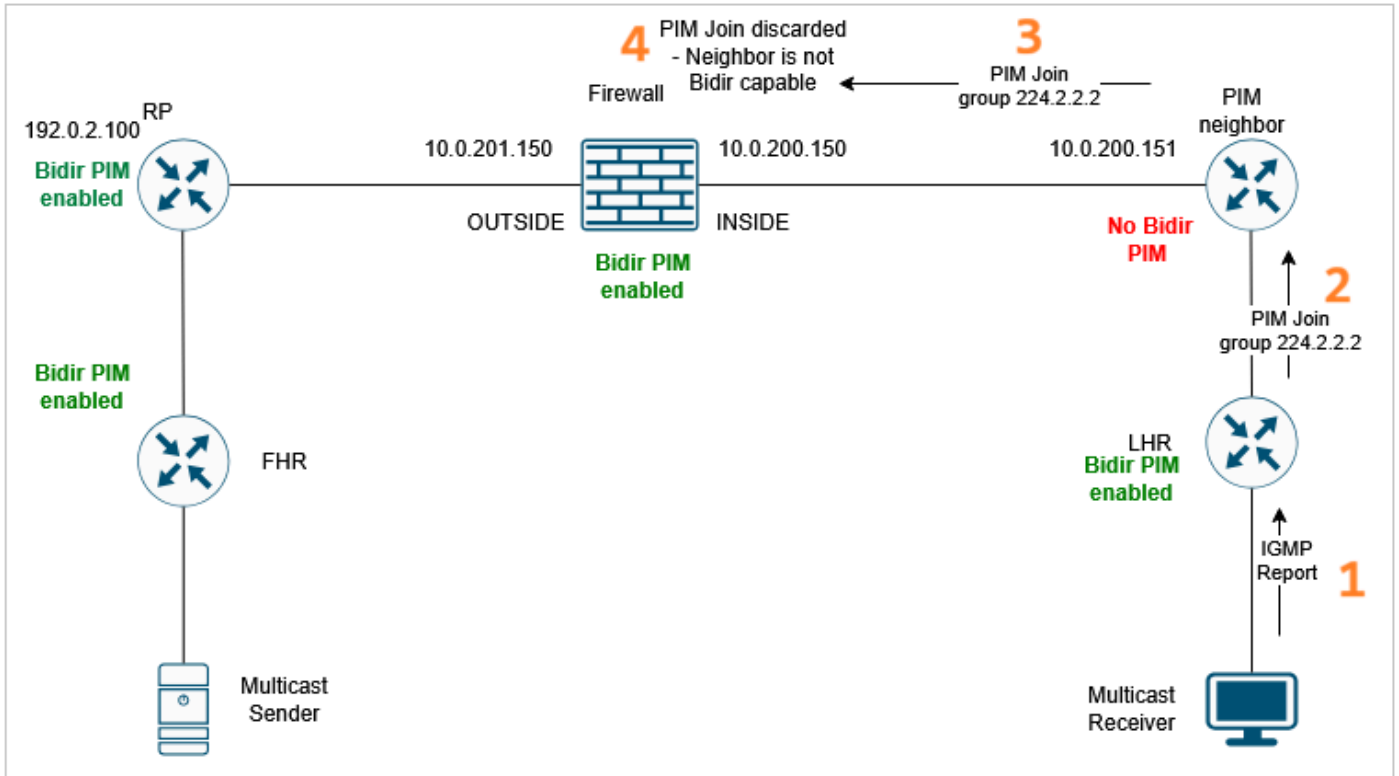 4
PIM Join discarded
- Neighbor is not
Bidir capable
3
PIM Join
group 224.2.2.2
Firewall
PIM
neighbor
RP
192.0.2.100
Bidir PIM
enabled
10.0.201.150
10.0.200.150
10.0.200.151
OUTSIDE
INSIDE
Bidir PIM
enabled
No Bidir
PIM
2
PIM Join
group 224.2.2.2
Bidir PIM
enabled
FHR
LHR
Bidir PIM
enabled
IGMP
Report
1
Multicast
Sender
Multicast
Receiver